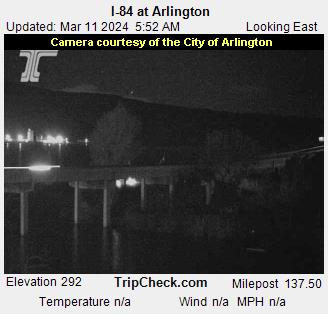 I-84 at Arlington
Updated: Mar 11 2024 5:52 AM Looking East
Camera courtesy of the City of Arlington
Elevation 292 TripCheck.com Milepost 137.50
Temperature n/a Wind n/a MPH n/a